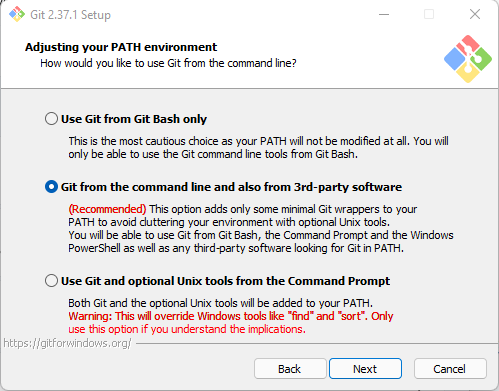 Git 2.37.1 Setup
Adjusting your PATH environment
How would you like to use Git from the command line?
Use Git from Git Bash only
This is the most cautious choice as your PATH will not be modified at all. You will
only be able to use the Git command line tools from Git Bash.
Git from the command line and also from 3rd-party software
(Recommended) This option adds only some minimal Git wrappers to your
PATH to avoid cluttering your environment with optional Unix tools.
You will be able to use Git from Git Bash, the Command Prompt and the Windows
PowerShell as well as any third-party software looking for Git in PATH.
Use Git and optional Unix tools from the Command Prompt
Both Git and the optional Unix tools will be added to your PATH.
Warning: This will override Windows tools like "find" and "sort". Only
use this option if you understand the implications.
https://gitforwindows.org/
Back
Next
Cancel